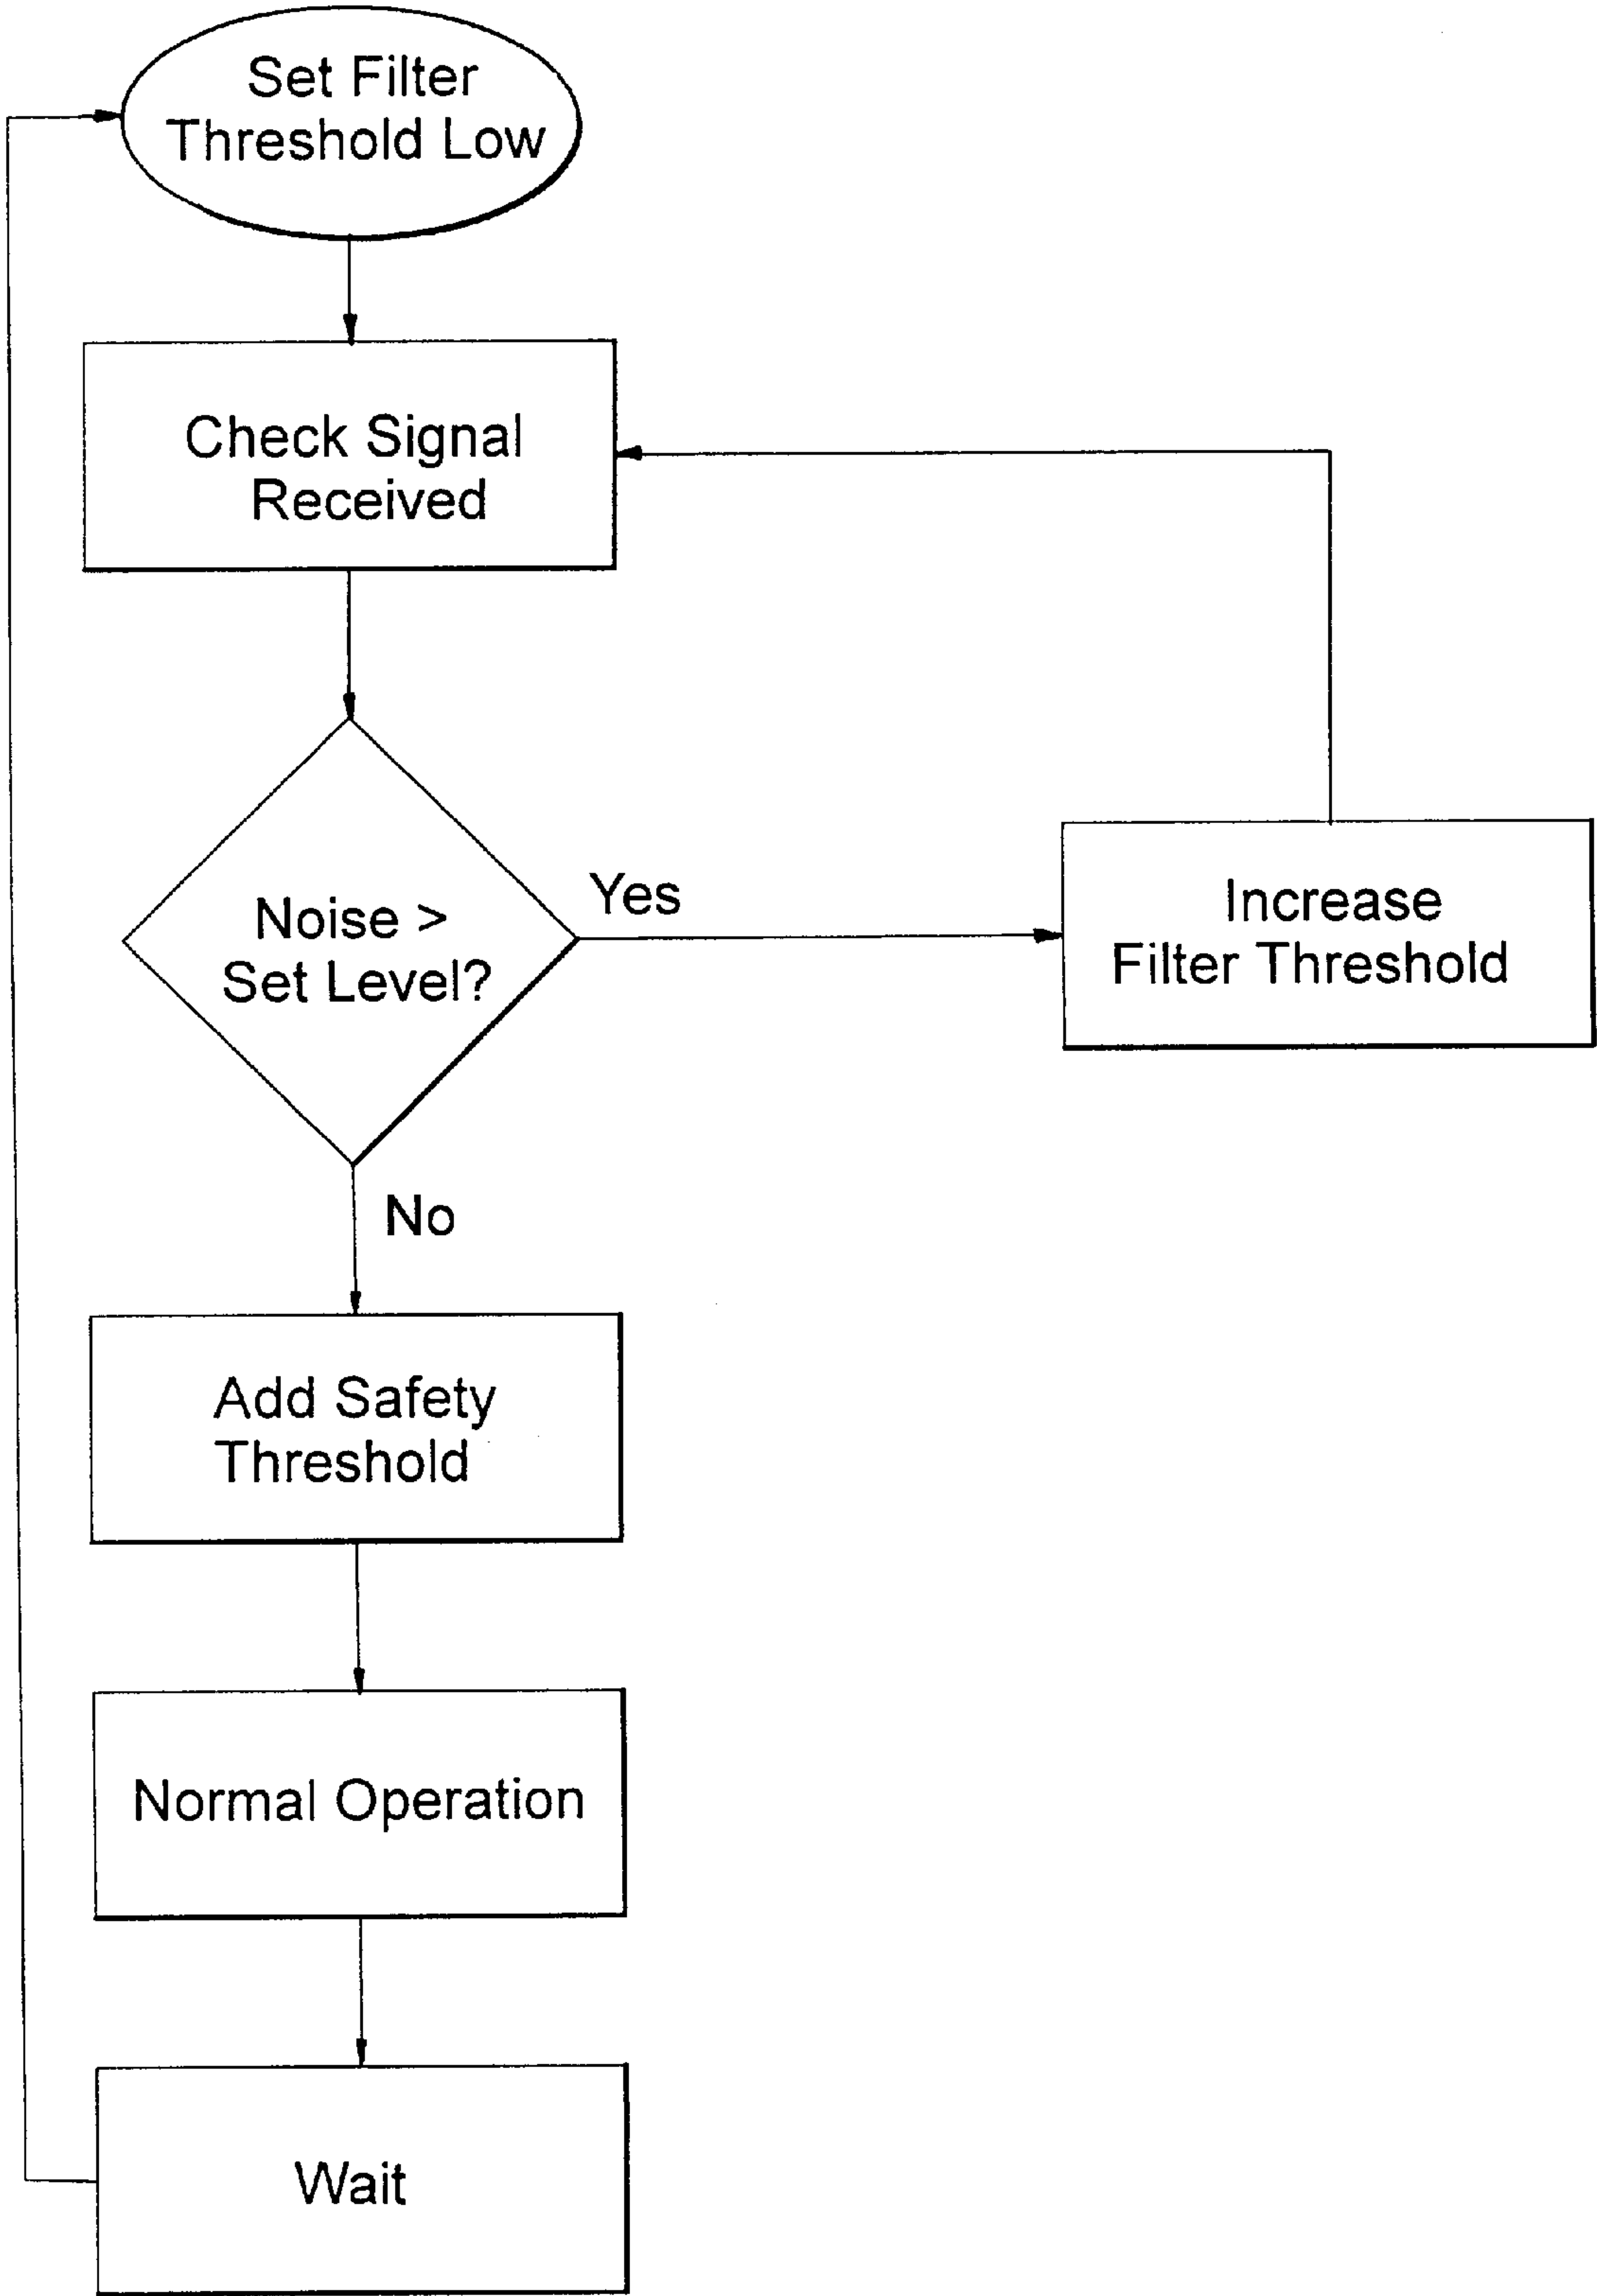 Set Filter
Threshold Low
Check Signal
Received
Noise >
Set Level?
Yes
Increase
Filter Threshold
No
Add Safety
Threshold
Normal Operation
Wait